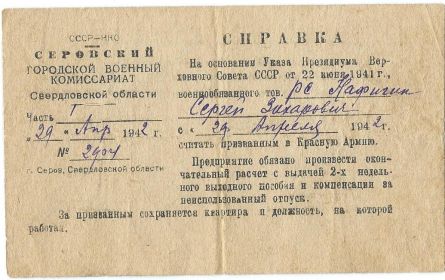 СССР—НКО
СЕРОВСКИЙ
ГОРОДСКОЙ ВОЕННЫЙ
КОМИССАРИАТ
Свердловской области
Часть I
"29" Апр 1942 г.
№ 2904
г. Серов, Свердловской области
СПРАВКА
На основании Указа Президиума Вер-
ховного Совета СССР от 22 июня 1941 г.,
военнообязанного тов. рс
Сергей Захарович
с "29" Апреля 1942 г.
считать призванным в Красную Армию.
Предприятие обязано произвести окон-
чательный расчет с выдачей 2-х недель-
ного выходного пособия и компенсации за
неиспользованный отпуск.
За призванным сохраняется квартира и должность, на которой
работал.